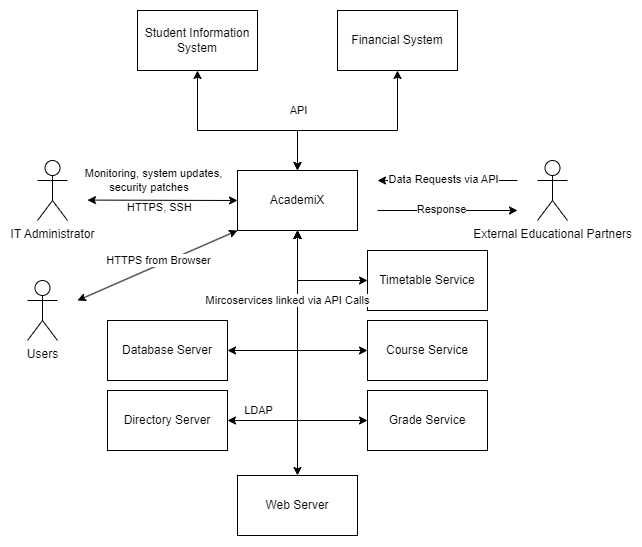 Student Information
System
Financial System
API
Monitoring, system updates,
security patches
HTTPS, SSH
IT Administrator
AcademiX
Data Requests via API
Response
External Educational Partners
HTTPS from Browser
Users
Timetable Service
Mircoservices linked via API Calls
Database Server
Course Service
Directory Server
LDAP
Grade Service
Web Server